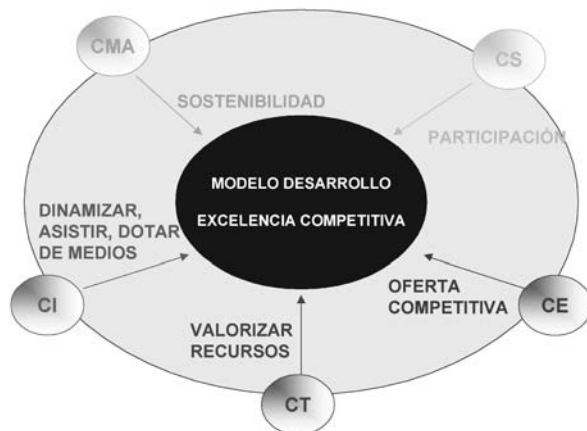 CMA
CS
SOSTENIBILIDAD
PARTICIPACIÓN
MODELO DESARROLLO
EXCELENCIA COMPETITIVA
DINAMIZAR,
ASISTIR, DOTAR
DE MEDIOS
CI
OFERTA
COMPETITIVA
CE
VALORIZAR
RECURSOS
CT